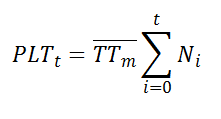 $PLT_t = \overline{TT_m} \sum_{i=0}^{t} N_i$